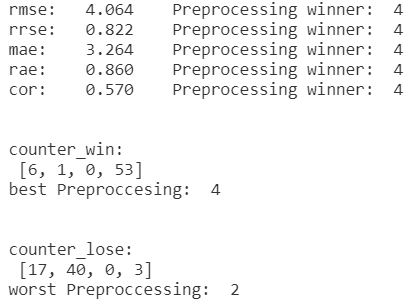 rmse: 4.064 Preprocessing winner: 4
rrse: 0.822 Preprocessing winner: 4
mae: 3.264 Preprocessing winner: 4
rae: 0.860 Preprocessing winner: 4
cor: 0.570 Preprocessing winner: 4
counter_win:
[6, 1, 0, 53]
best Preproccesing: 4
counter_lose:
[17, 40, 0, 3]
worst Preproccessing: 2